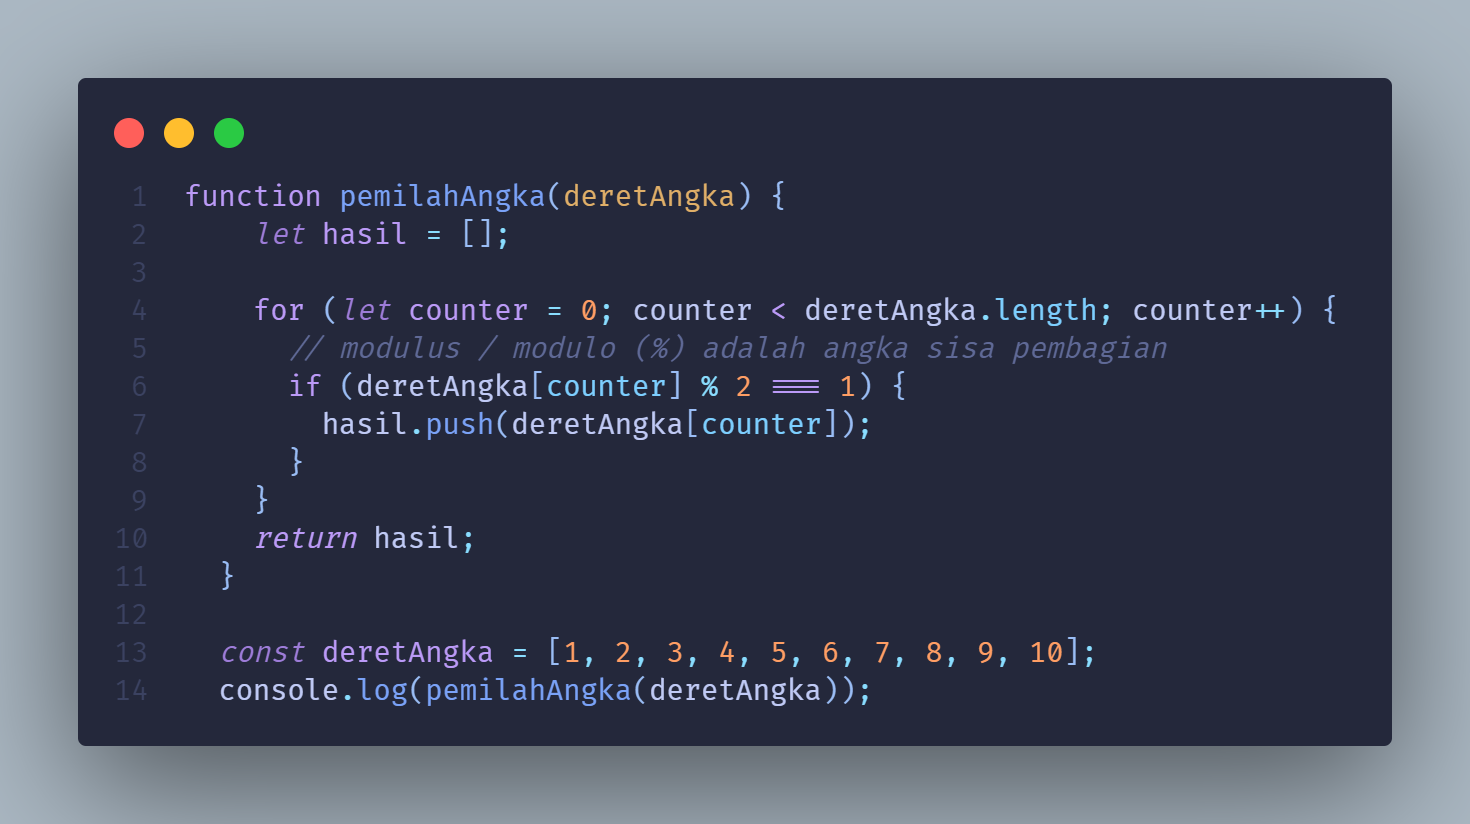 1 function pemilahAngka(deretAngka) {
2 let hasil = [];
3
4 for (let counter = 0; counter < deretAngka.length; counter++) {
5 // modulus / modulo (%) adalah angka sisa pembagian
6 if (deretAngka[counter] % 2 === 1) {
7 hasil.push(deretAngka[counter]);
8 }
9 }
10 return hasil;
11 }
12
13 const deretAngka = [1, 2, 3, 4, 5, 6, 7, 8, 9, 10];
14 console.log(pemilahAngka(deretAngka));